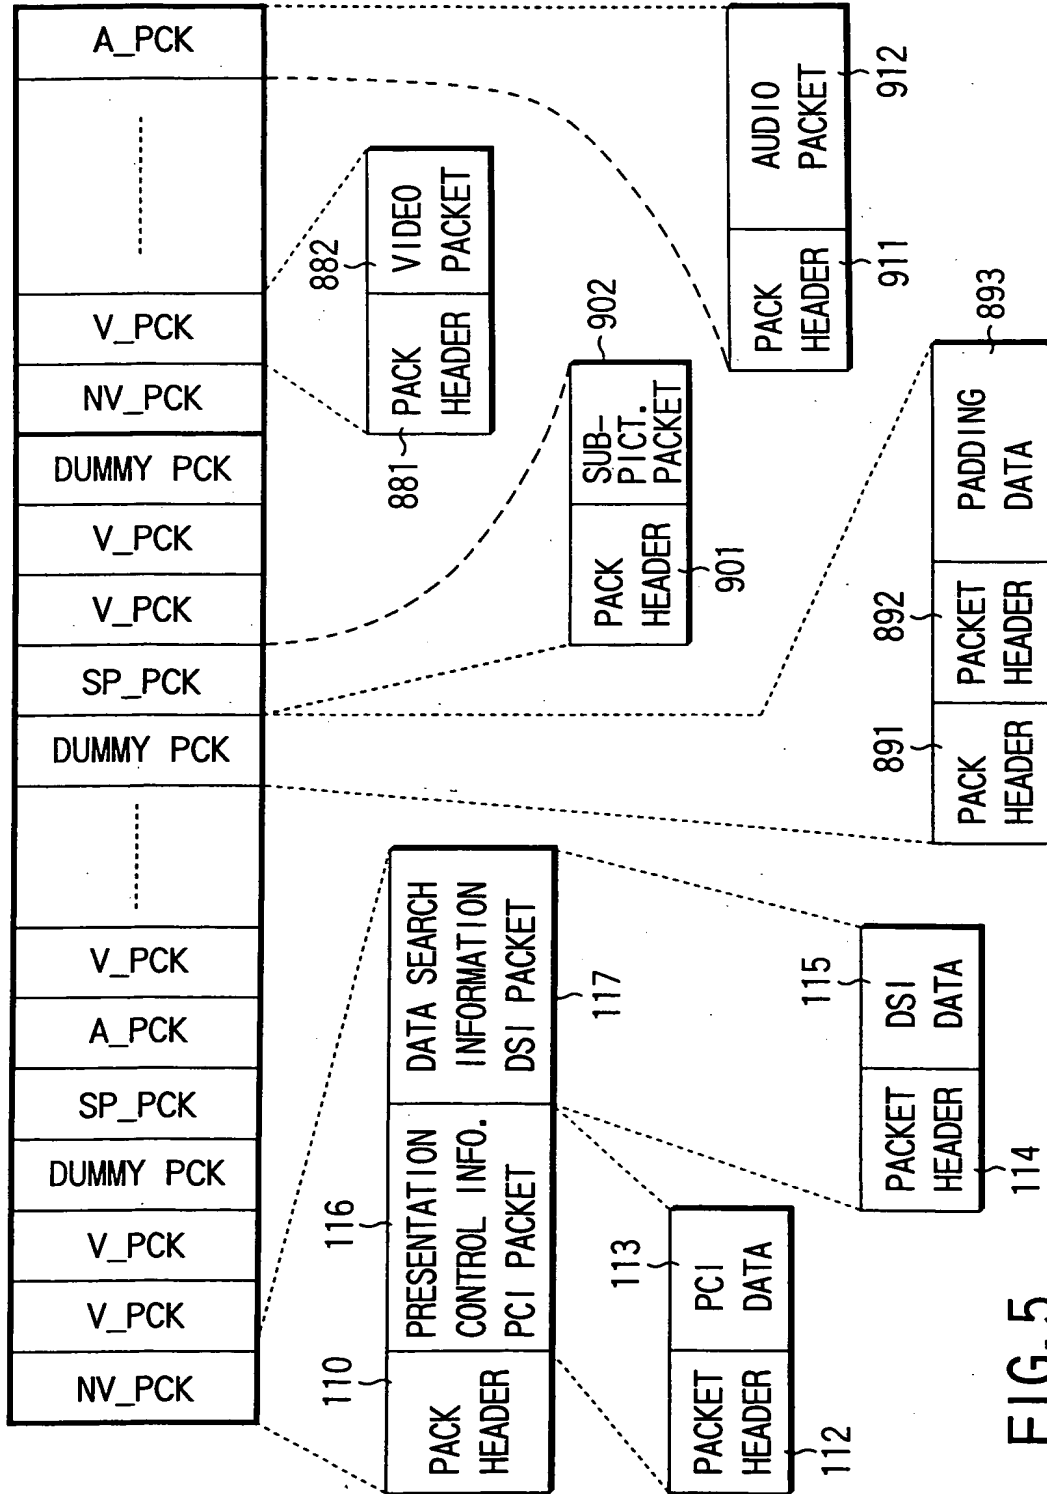 NV_PCK
V_PCK
V_PCK
DUMMY PCK
SP_PCK
A_PCK
V_PCK
DUMMY PCK
SP_PCK
V_PCK
V_PCK
DUMMY PCK
NV_PCK
V_PCK
A_PCK
110
PACK
HEADER
116
PRESENTATION
CONTROL INFO.
PCI PACKET
DATA SEARCH
INFORMATION
DSI PACKET
117
881
PACK
HEADER
882
VIDEO
PACKET
PACK
HEADER
901
SUB-
PICT.
PACKET
902
PACKET
HEADER
112
113
PCI
DATA
PACKET
HEADER
114
115
DSI
DATA
891
PACK
HEADER
892
PACKET
HEADER
PADDING
DATA
893
PACK
HEADER
911
AUDIO
PACKET
912
FIG. 5